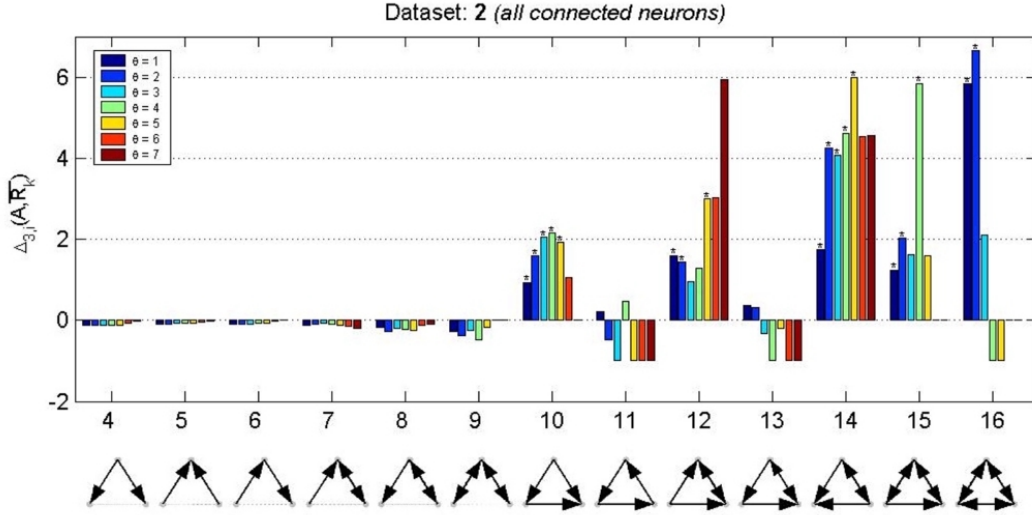 Dataset: 2 (all connected neurons)
θ = 1
θ = 2
θ = 3
θ = 4
θ = 5
θ = 6
θ = 7
Δ3,i(A,R̅k)
6
4
2
0
-2
4 5 6 7 8 9 10 11 12 13 14 15 16